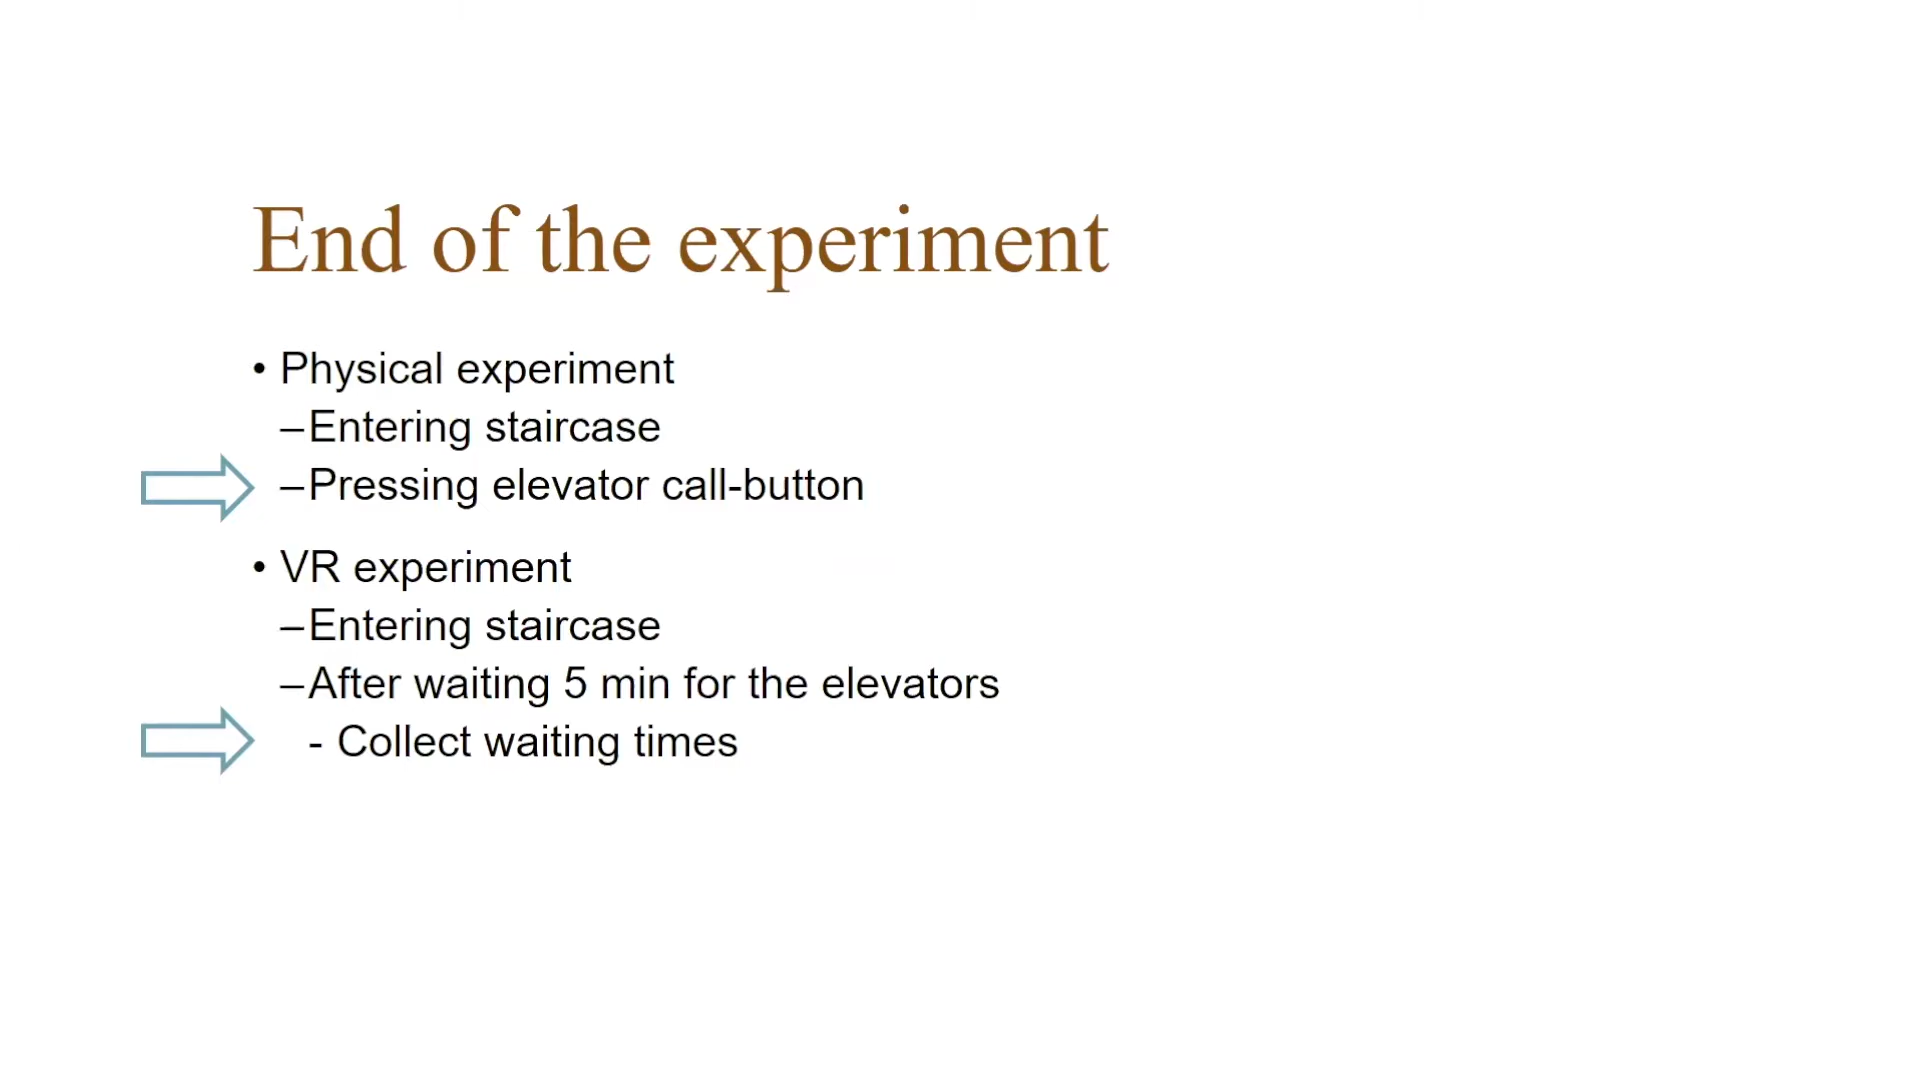 End of the experiment
• Physical experiment
–Entering staircase
–Pressing elevator call-button
• VR experiment
–Entering staircase
–After waiting 5 min for the elevators
- Collect waiting times